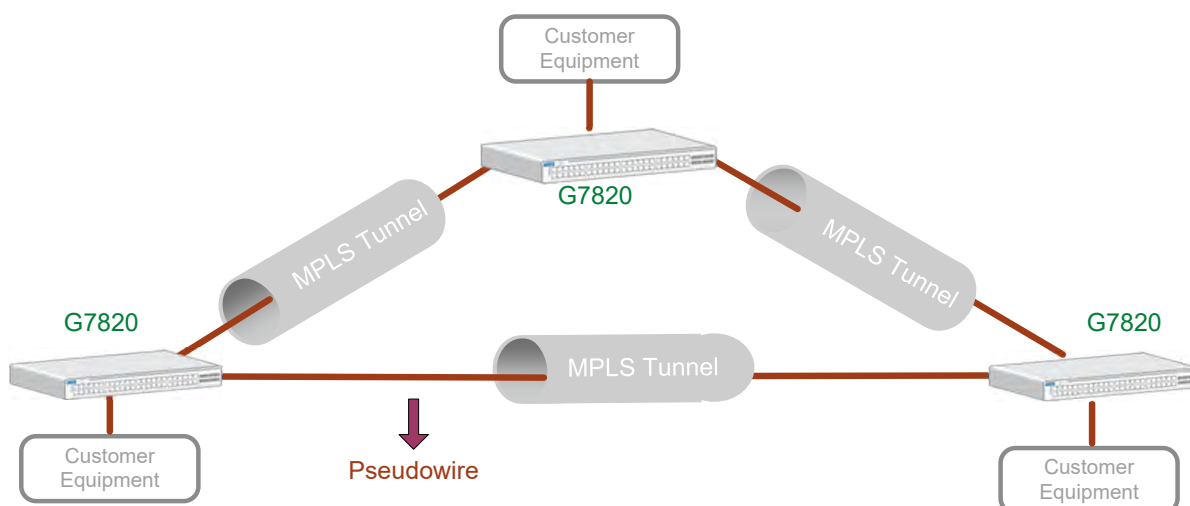 Customer
Equipment
G7820
MPLS Tunnel
MPLS Tunnel
G7820
G7820
MPLS Tunnel
Customer
Equipment
Pseudowire
Customer
Equipment